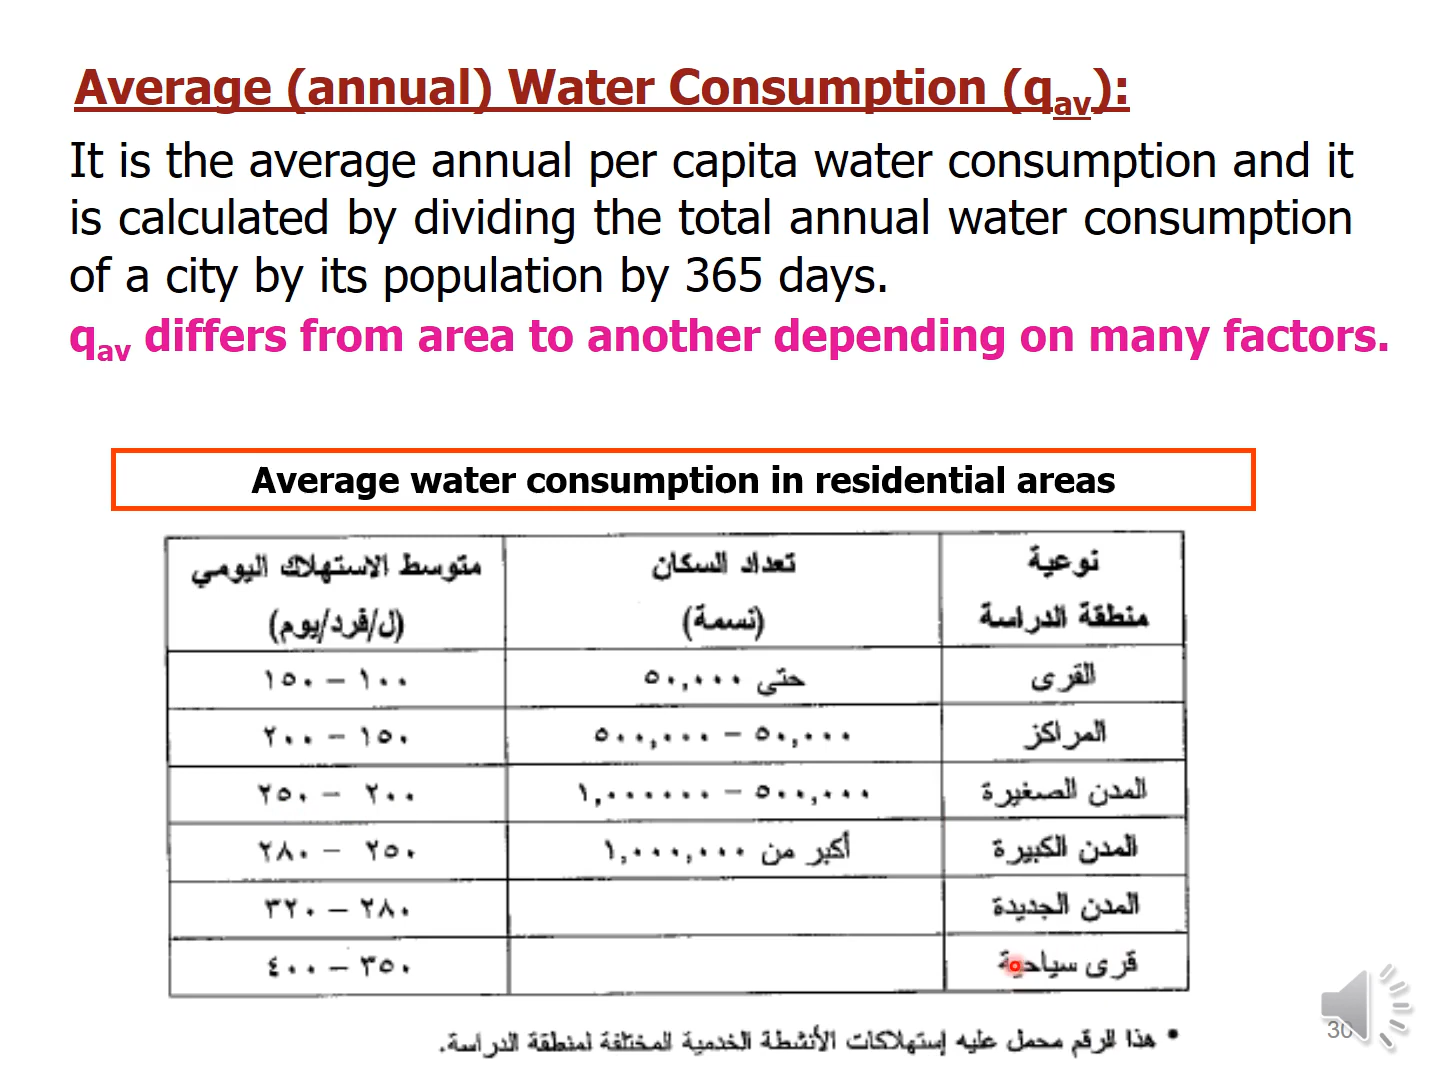 Average (annual) Water Consumption (qav):
It is the average annual per capita water consumption and it
is calculated by dividing the total annual water consumption
of a city by its population by 365 days.
qav differs from area to another depending on many factors.
Average water consumption in residential areas
نوعية منطقة الدراسة | تعداد السكان (نسمة) | متوسط الاستهلاك اليومي (ل/فرد/يوم)
القرى | حتى ٥٠,٠٠٠ | ١٠٠ – ١٥٠
المراكز | ٥٠,٠٠٠ – ٥٠٠,٠٠٠ | ١٥٠ – ٢٠٠
المدن الصغيرة | ٥٠٠,٠٠٠ – ١,٠٠٠٠٠٠ | ٢٠٠ – ٢٥٠
المدن الكبيرة | أكبر من ١,٠٠٠,٠٠٠ | ٢٥٠ – ٢٨٠
المدن الجديدة | ٢٨٠ – ٣٢٠
قرى سياحية | ٣٥٠ – ٤٠٠
• هذا الرقم محمل عليه إستهلاكات الأنشطة الخدمية المختلفة لمنطقة الدراسة.
30